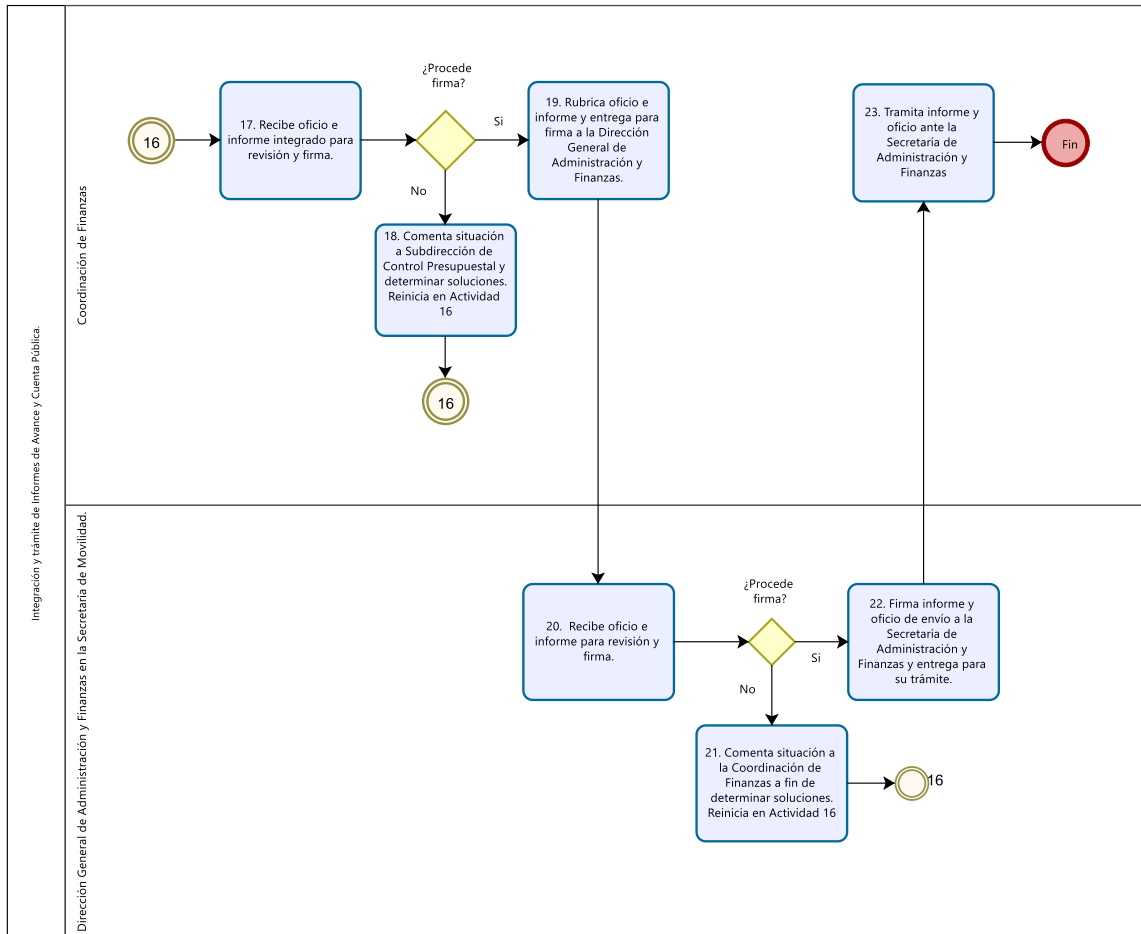 Integración y trámite de Informes de Avance y Cuenta Pública.
Coordinación de Finanzas
16
17. Recibe oficio e
informe integrado para
revisión y firma.
¿Procede
firma?
Si
No
18. Comenta situación
a Subdirección de
Control Presupuestal y
determinar soluciones.
Reinicia en Actividad
16
16
19. Rubrica oficio e
informe y entrega para
firma a la Dirección
General de
Administración y
Finanzas.
23. Tramita informe y
oficio ante la
Secretaría de
Administración y
Finanzas
Fin
Dirección General de Administración y Finanzas en la Secretaría de Movilidad.
20. Recibe oficio e
informe para revisión y
firma.
¿Procede
firma?
Si
No
21. Comenta situación a
la Coordinación de
Finanzas a fin de
determinar soluciones.
Reinicia en Actividad 16
16
22. Firma informe y
oficio de envío a la
Secretaría de
Administración y
Finanzas y entrega para
su trámite.